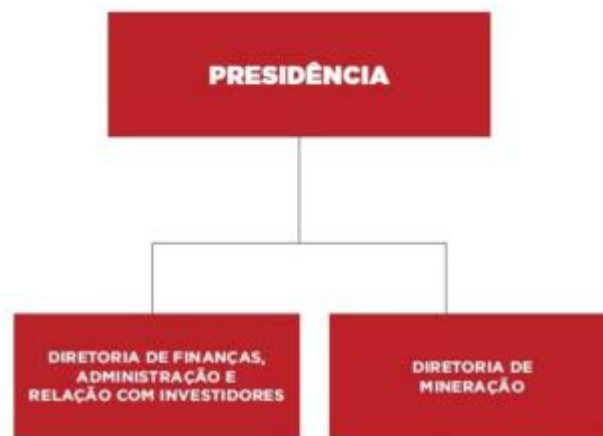 PRESIDÊNCIA
DIRETORIA DE FINANÇAS,
ADMINISTRAÇÃO E
RELAÇÃO COM INVESTIDORES
DIRETORIA DE
MINERAÇÃO